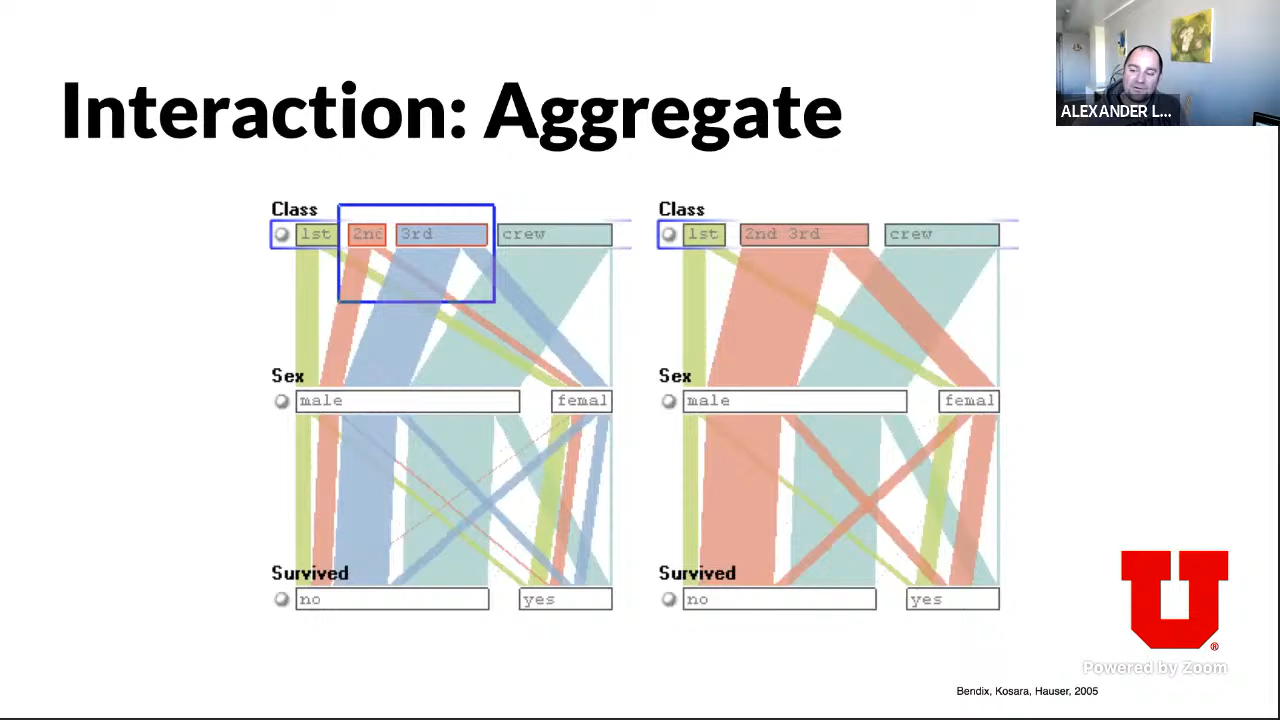 Interaction: Aggregate
ALEXANDER L...
Class
1st 2nd 3rd crew
Sex
male femal
Survived
no yes
Class
1st 2nd 3rd crew
Sex
male femal
Survived
no yes
U
®
Powered by Zoom
Bendix, Kosara, Hauser, 2005